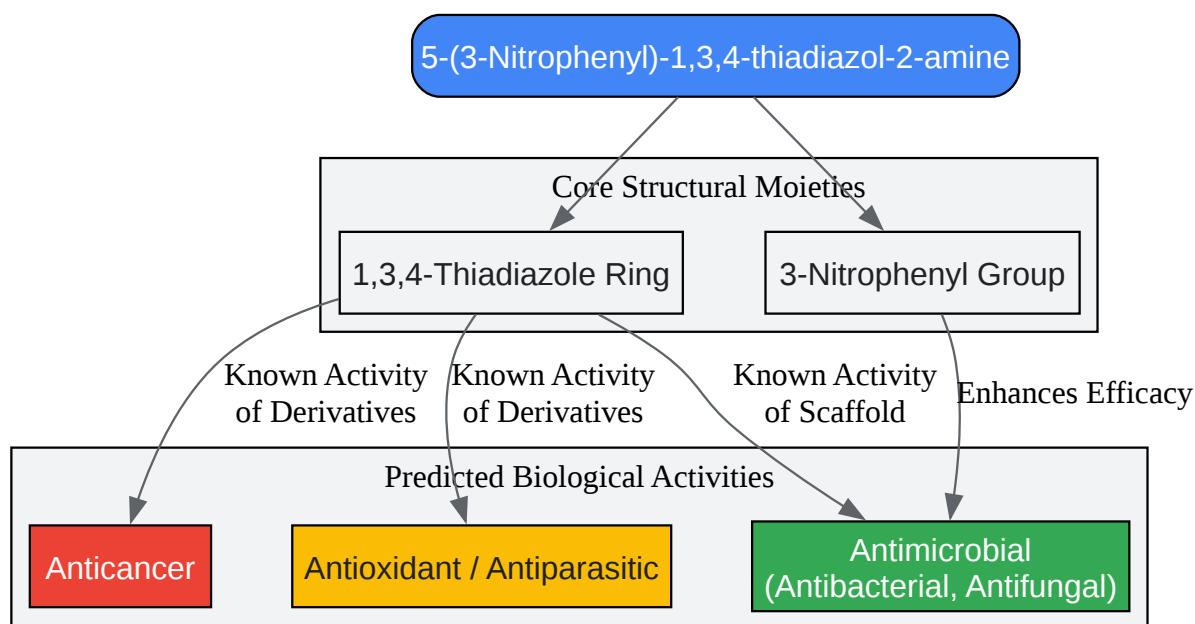 5-(3-Nitrophenyl)-1,3,4-thiadiazol-2-amine
Core Structural Moieties
1,3,4-Thiadiazole Ring
3-Nitrophenyl Group
Known Activity
of Derivatives
Known Activity
of Derivatives
Known Activity
of Scaffold
Enhances Efficacy
Predicted Biological Activities
Anticancer
Antioxidant / Antiparasitic
Antimicrobial
(Antibacterial, Antifungal)